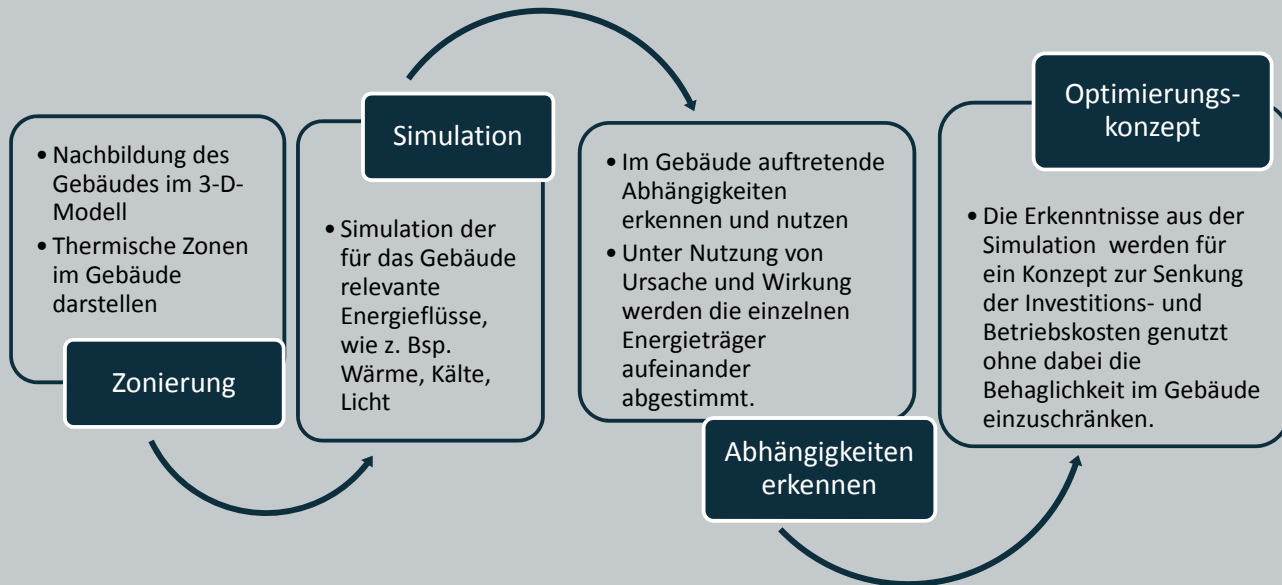 • Nachbildung des
Gebäudes im 3-D-
Modell
• Thermische Zonen
im Gebäude
darstellen
Zonierung
Simulation
• Simulation der
für das Gebäude
relevante
Energieflüsse,
wie z. Bsp.
Wärme, Kälte,
Licht
• Im Gebäude auftretende
Abhängigkeiten
erkennen und nutzen
• Unter Nutzung von
Ursache und Wirkung
werden die einzelnen
Energieträger
aufeinander
abgestimmt.
Abhängigkeiten
erkennen
Optimierungs-
konzept
• Die Erkenntnisse aus der
Simulation  werden für
ein Konzept zur Senkung
der Investitions- und
Betriebskosten genutzt
ohne dabei die
Behaglichkeit im Gebäude
einzuschränken.